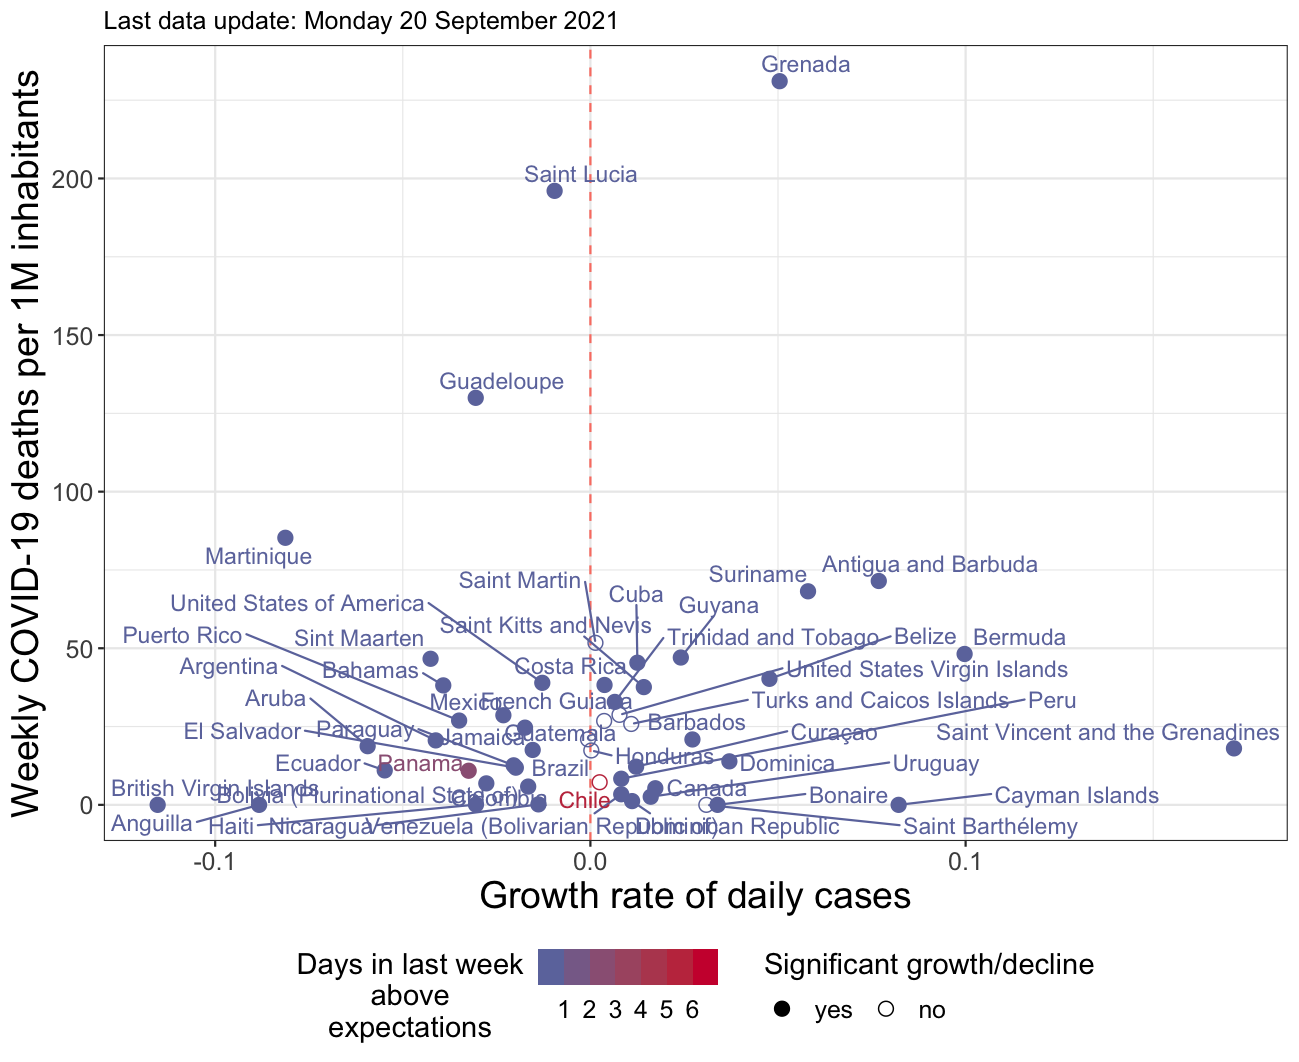 Last data update: Monday 20 September 2021
Weekly COVID-19 deaths per 1M inhabitants
200
150
100
50
0
Grenada
Saint Lucia
Guadeloupe
Martinique
Antigua and Barbuda
Suriname
Saint Martin
Cuba
United States of America
Guyana
Saint Kitts and Nevis
Puerto Rico
Sint Maarten
Trinidad and Tobago
Belize
Bermuda
Argentina
Bahamas
Costa Rica
United States Virgin Islands
Aruba
Mexico
French Guiana
Turks and Caicos Islands
Peru
El Salvador
Paraguay
Jamaica
Guatemala
Barbados
Curaçao
Saint Vincent and the Grenadines
Ecuador
Panama
Brazil
Honduras
Dominica
Uruguay
British Virgin Islands
Bolivia (Plurinational State of)
Colombia
Chile
Canada
Bonaire
Cayman Islands
Anguilla
Haiti
Nicaragua
Venezuela (Bolivarian Republic of)
Dominican Republic
Saint Barthélemy
-0.1
0.0
0.1
Growth rate of daily cases
Days in last week
above
expectations
1 2 3 4 5 6
Significant growth/decline
yes
no